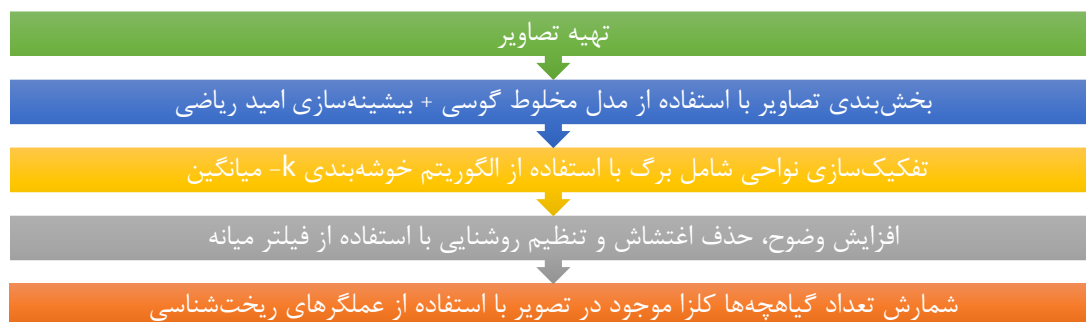 تهیه تصاویر
بخش‌بندی تصاویر با استفاده از مدل مخلوط گوسی + بیشینه‌سازی امید ریاضی
تفکیک‌سازی نواحی شامل برگ با استفاده از الگوریتم خوشه‌بندی k- میانگین
افزایش وضوح، حذف اغتشاش و تنظیم روشنایی با استفاده از فیلتر میانه
شمارش تعداد گیاهچه‌ها کلزا موجود در تصویر با استفاده از عملگرهای ریخت‌شناسی